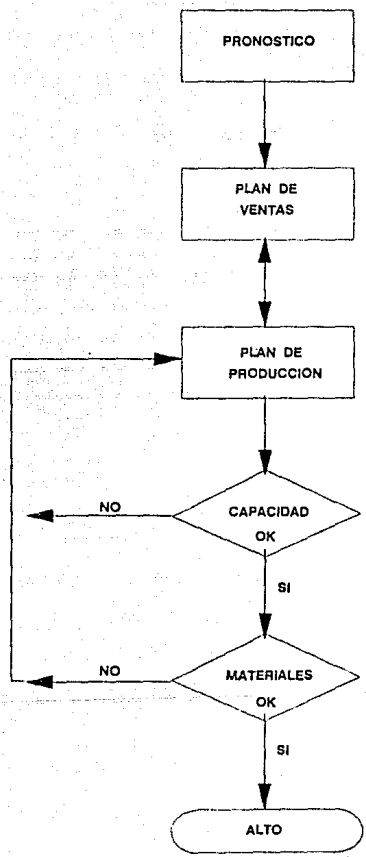 PRONOSTICO
PLAN DE
VENTAS
PLAN DE
PRODUCCION
CAPACIDAD
OK
NO
SI
MATERIALES
OK
NO
SI
ALTO